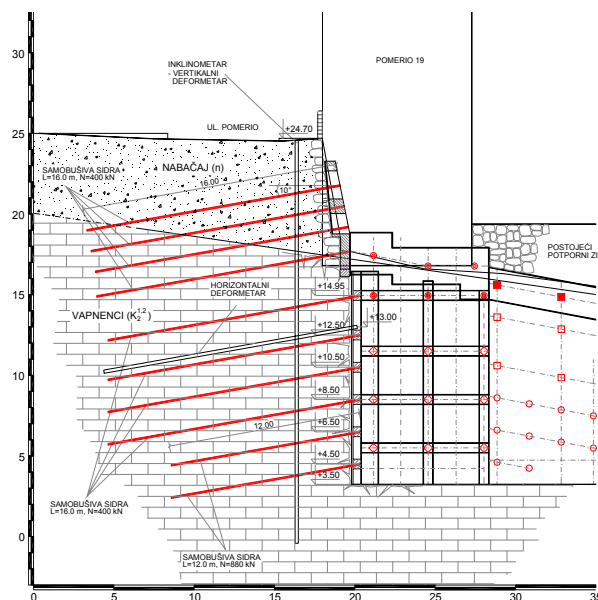 30
25
20
15
10
5
0
INKLINOMETAR
- VERTIKALNI
DEFORMETAR
POMERIO 19
UL. POMERIO
+24.70
NABAČAJ (n)
SAMOBUŠIVA SIDRA
L=16.0 m, N=400 kN
16.00
10°
POSTOJEĆI
POTPORNI ZI
HORIZONTALNI
DEFORMETAR
+14.95
VAPNENCI (K₂¹,²)
+13.00
+12.50
+10.50
+8.50
12.00
+6.50
+4.50
+3.50
SAMOBUŠIVA SIDRA
L=16.0 m, N=400 kN
SAMOBUŠIVA SIDRA
L=12.0 m, N=880 kN
0
5
10
15
20
25
30
35